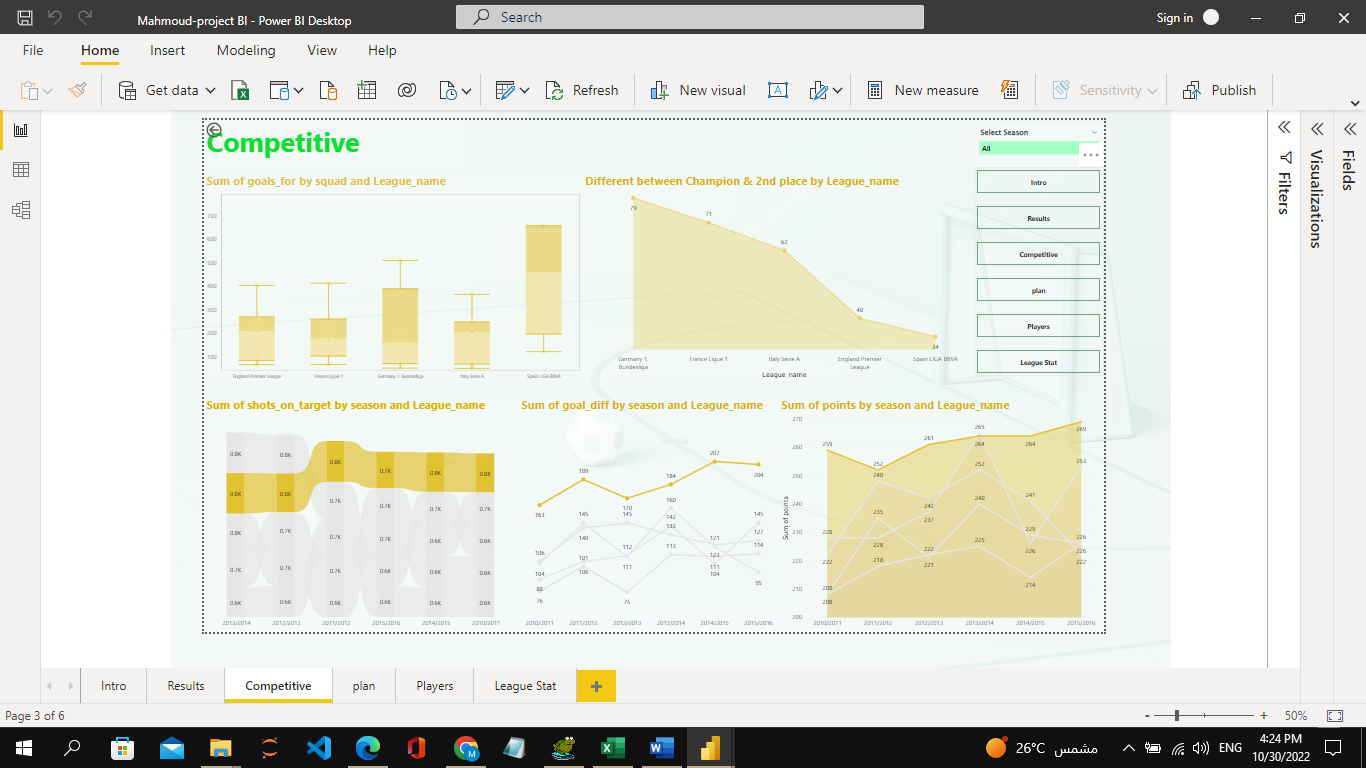 Mahmoud-project BI - Power BI Desktop
Search
Sign in
File Home Insert Modeling View Help
Get data
Refresh
New visual
New measure
Sensitivity
Publish
Competitive
Select Season
All
Intro
Results
Competitive
plan
Players
League Stat
Sum of goals_for by squad and League_name
700
600
500
400
300
200
100
England Premier League France Ligue 1 Germany 1. Bundesliga Italy Serie A Spain LIGA BBVA
Different between Champion & 2nd place by League_name
79 71 62 40 34
Germany 1. Bundesliga France Ligue 1 Italy Serie A England Premier League Spain LIGA BBVA
League_name
Sum of shots_on_target by season and League_name
0.8K 0.8K 0.8K 0.7K 0.8K 0.8K
0.8K 0.8K 0.7K 0.7K 0.7K 0.7K
0.8K 0.7K 0.7K 0.7K 0.6K 0.6K
0.7K 0.7K 0.7K 0.6K 0.6K 0.6K
0.6K 0.6K 0.6K 0.6K 0.6K 0.6K
2013/2014 2012/2013 2011/2012 2015/2016 2014/2015 2010/2011
Sum of goal_diff by season and League_name
163 189 170 184 207 204
106 145 145 160 121 145
104 140 112 142 123 127
88 101 111 133 111 114
76 106 75 113 104 95
2010/2011 2011/2012 2012/2013 2013/2014 2014/2015 2015/2016
Sum of points by season and League_name
Sum of points
270
260
250
240
230
220
210
200
259 252 261 265 264 269
228 248 242 264 241 253
222 235 237 252 229 226
208 228 222 240 226 226
208 218 221 225 214 222
2010/2011 2011/2012 2012/2013 2013/2014 2014/2015 2015/2016
Filters
Visualizations
Fields
Intro Results Competitive plan Players League Stat
Page 3 of 6
50%
26°C مشمس
ENG
4:24 PM
10/30/2022